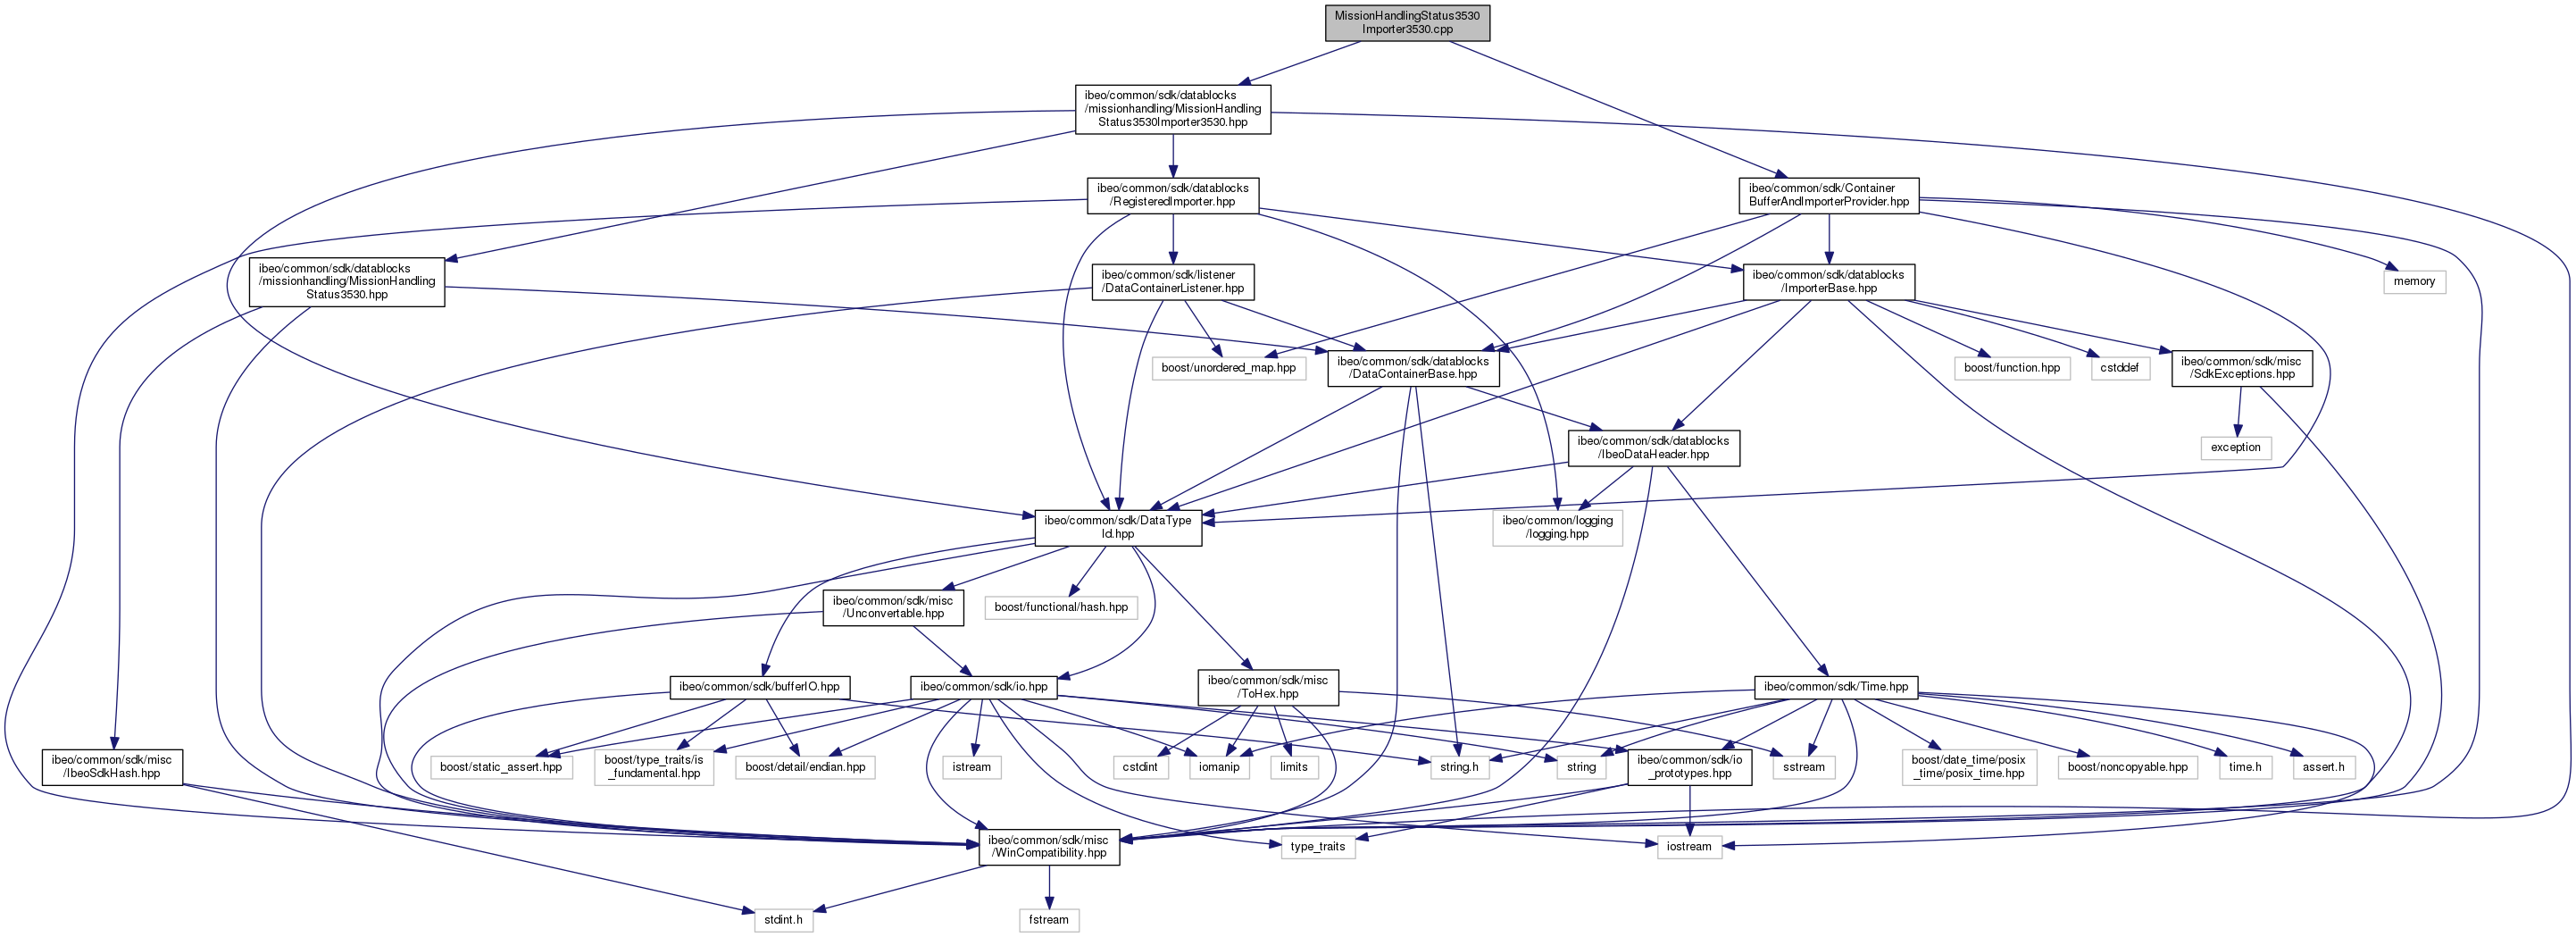 MissionHandlingStatus3530
Importer3530.cpp
ibeo/common/sdk/datablocks
/missionhandling/MissionHandling
Status3530Importer3530.hpp
ibeo/common/sdk/datablocks
/RegisteredImporter.hpp
ibeo/common/sdk/Container
BufferAndImporterProvider.hpp
ibeo/common/sdk/datablocks
/missionhandling/MissionHandling
Status3530.hpp
ibeo/common/sdk/listener
/DataContainerListener.hpp
ibeo/common/sdk/datablocks
/ImporterBase.hpp
memory
boost/unordered_map.hpp
ibeo/common/sdk/datablocks
/DataContainerBase.hpp
boost/function.hpp
cstddef
ibeo/common/sdk/misc
/SdkExceptions.hpp
ibeo/common/sdk/datablocks
/IbeoDataHeader.hpp
exception
ibeo/common/sdk/DataType
Id.hpp
ibeo/common/logging
/logging.hpp
ibeo/common/sdk/misc
/Unconvertable.hpp
boost/functional/hash.hpp
ibeo/common/sdk/bufferIO.hpp
ibeo/common/sdk/io.hpp
ibeo/common/sdk/misc
/ToHex.hpp
ibeo/common/sdk/Time.hpp
ibeo/common/sdk/misc
/IbeoSdkHash.hpp
boost/static_assert.hpp
boost/type_traits/is
_fundamental.hpp
boost/detail/endian.hpp
istream
cstdint
iomanip
limits
string.h
string
ibeo/common/sdk/io
_prototypes.hpp
sstream
boost/date_time/posix
_time/posix_time.hpp
boost/noncopyable.hpp
time.h
assert.h
ibeo/common/sdk/misc
/WinCompatibility.hpp
type_traits
iostream
stdint.h
fstream